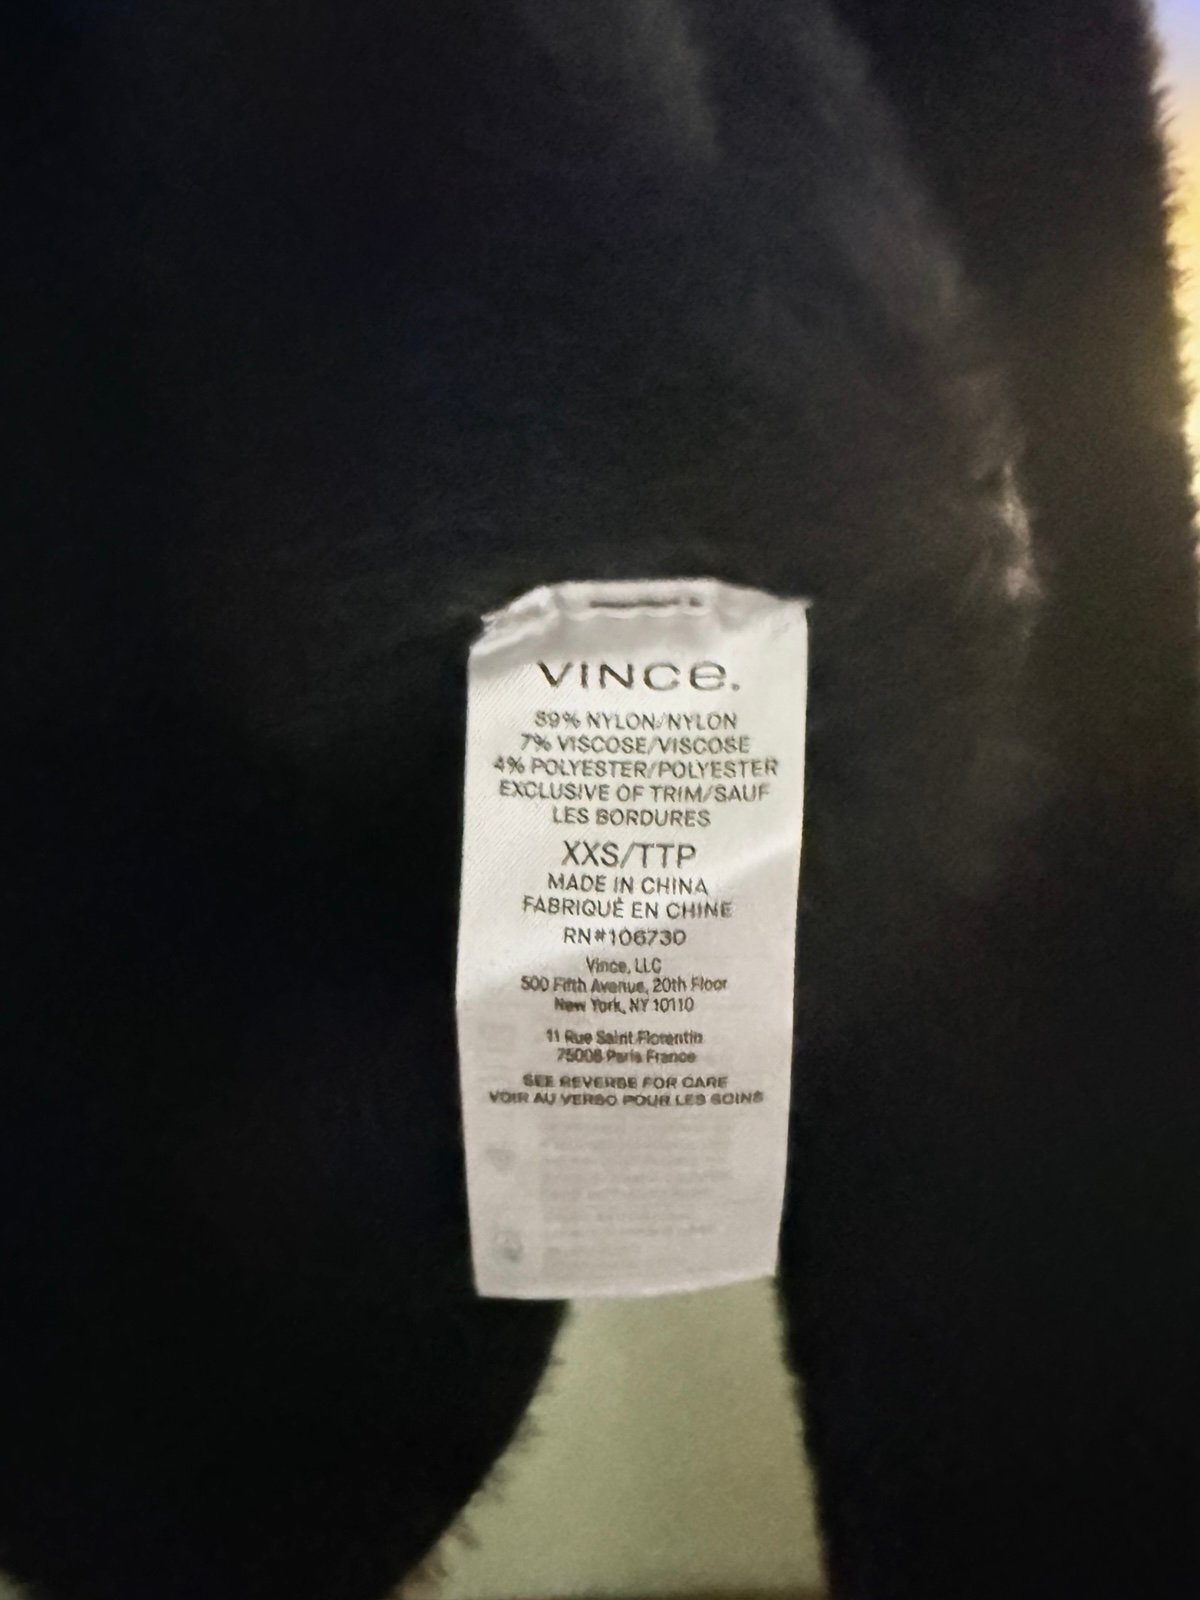 VINCE.
89% NYLON/NYLON
7% VISCOSE/VISCOSE
4% POLYESTER/POLYESTER
EXCLUSIVE OF TRIM/SAUF
LES BORDURES
XXS/TTP
MADE IN CHINA
FABRIQUÉ EN CHINE
RN#106730
Vince, LLC
500 Fifth Avenue, 20th Floor
New York, NY 10110
11 Rue Saint Florentin
75008 Paris France
SEE REVERSE FOR CARE
VOIR AU VERSO POUR LES SOINS